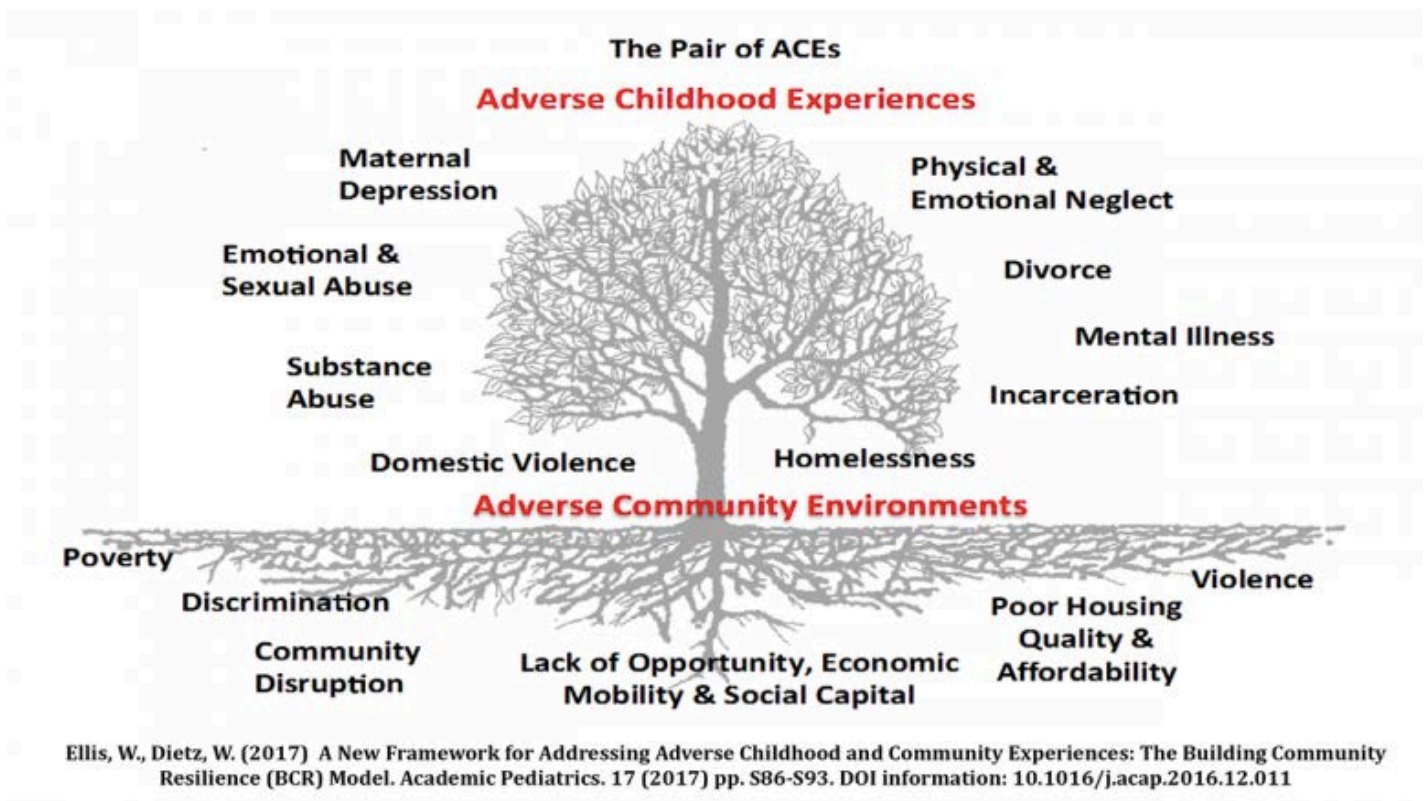 The Pair of ACEs
Adverse Childhood Experiences
Maternal
Depression
Physical &
Emotional Neglect
Emotional &
Sexual Abuse
Divorce
Mental Illness
Substance
Abuse
Incarceration
Domestic Violence
Homelessness
Adverse Community Environments
Poverty
Violence
Discrimination
Poor Housing
Quality &
Affordability
Community
Disruption
Lack of Opportunity, Economic
Mobility & Social Capital
Ellis, W., Dietz, W. (2017) A New Framework for Addressing Adverse Childhood and Community Experiences: The Building Community
Resilience (BCR) Model. Academic Pediatrics. 17 (2017) pp. S86-S93. DOI information: 10.1016/j.acap.2016.12.011